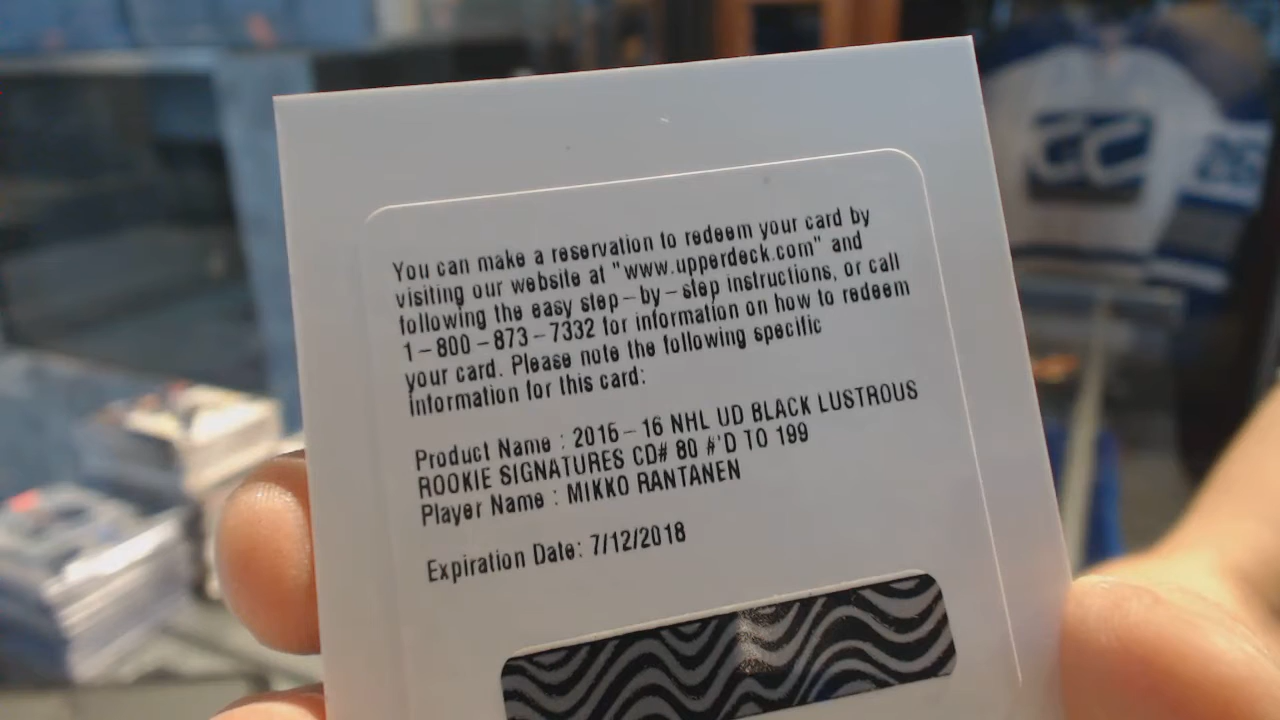 You can make a reservation to redeem your card by
visiting our website at "www.upperdeck.com" and
following the easy step-by-step instructions, or call
1-800-873-7332 for information on how to redeem
your card. Please note the following specific
information for this card:
Product Name : 2015-16 NHL UD BLACK LUSTROUS
ROOKIE SIGNATURES CD# 80 #'D TO 199
Player Name : MIKKO RANTANEN
Expiration Date: 7/12/2018